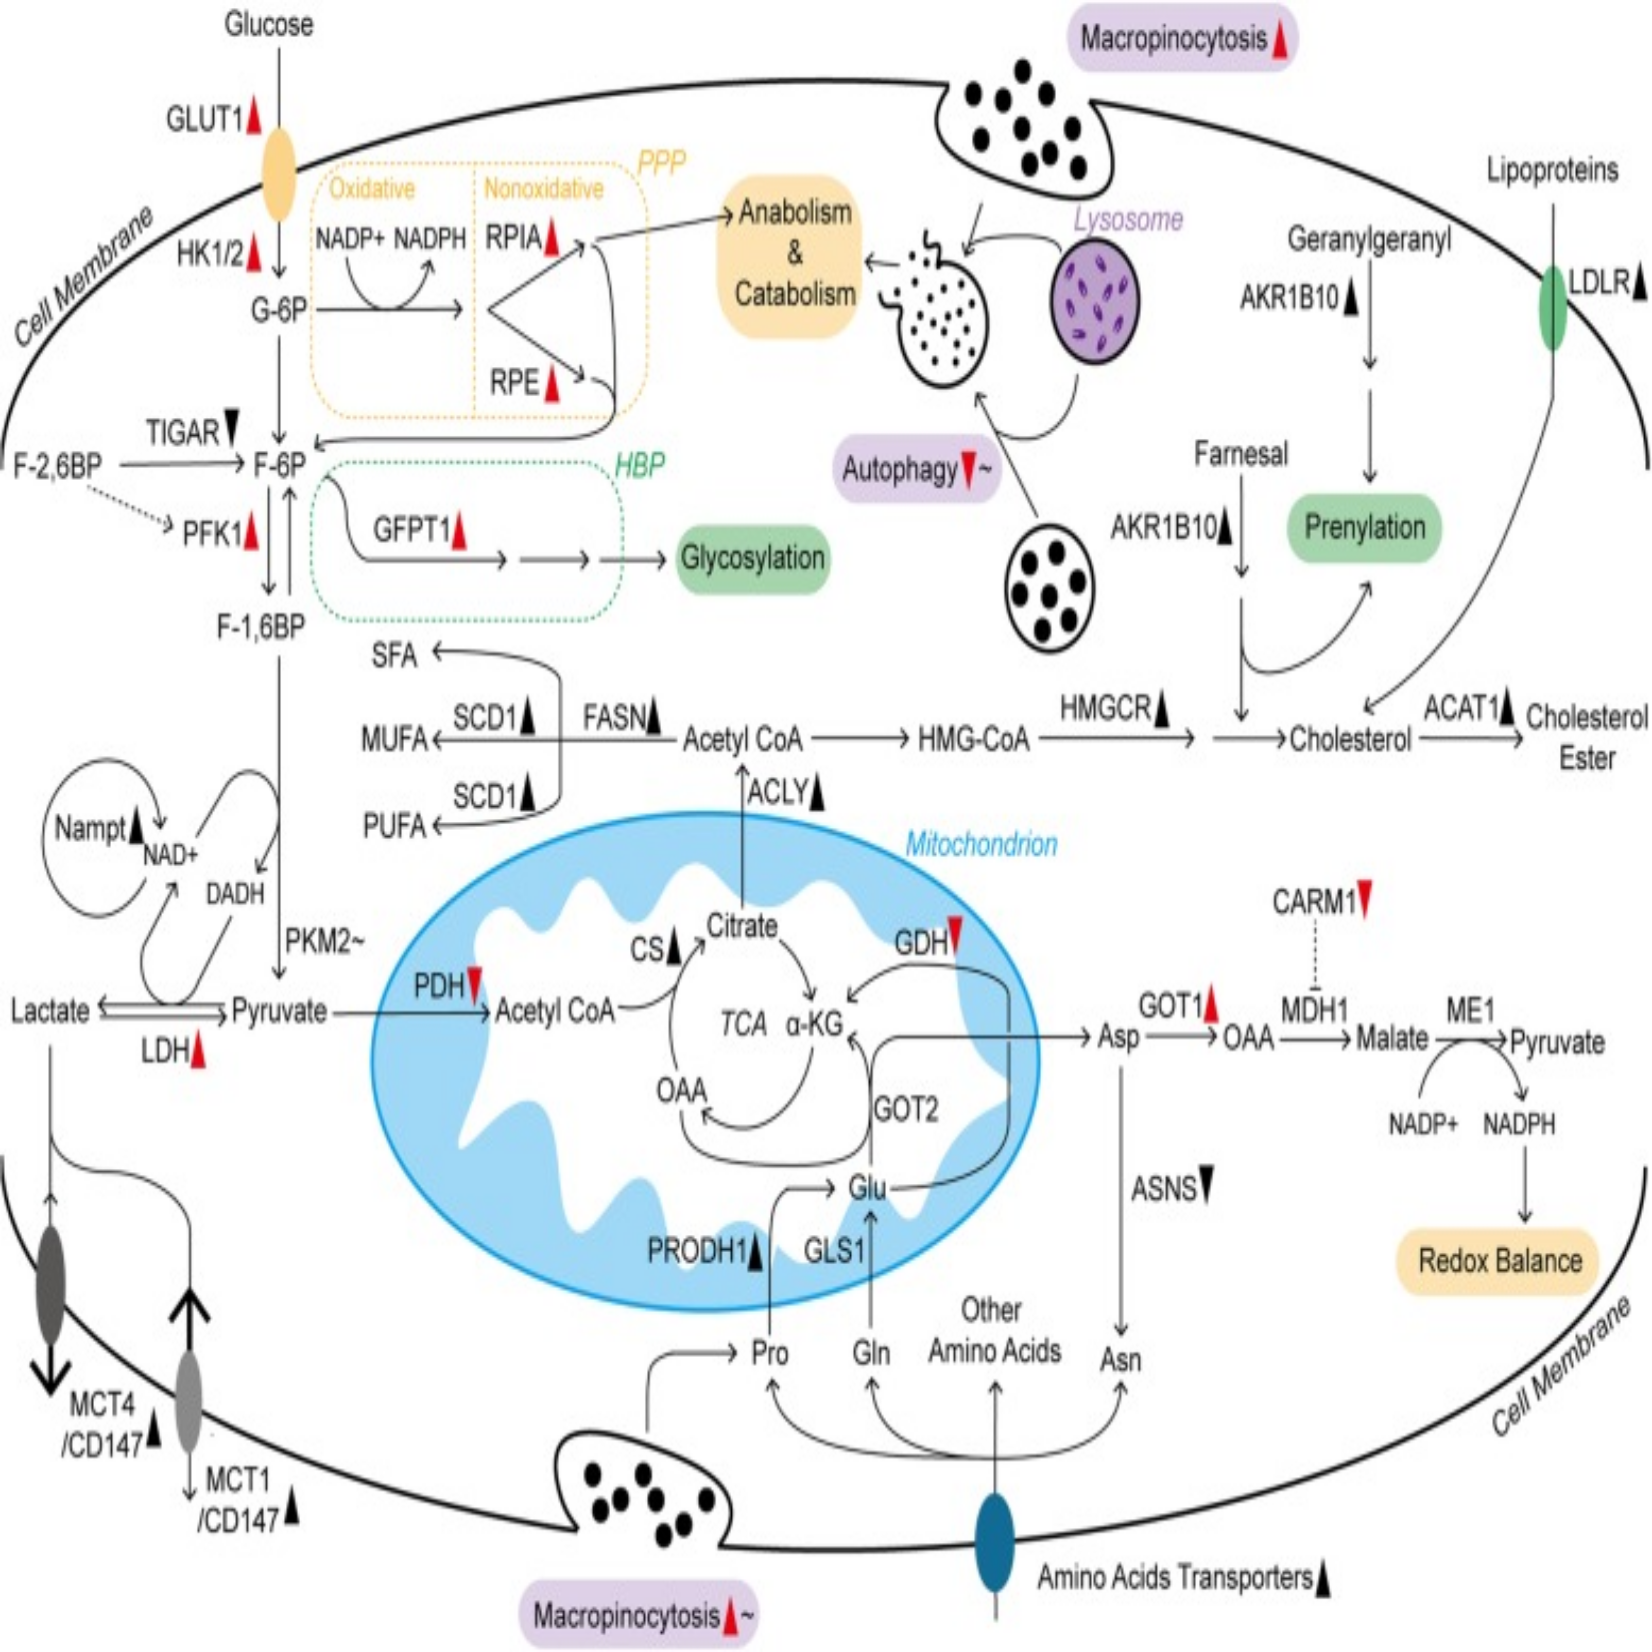 Glucose
Macropinocytosis
GLUT1
PPP
Lipoproteins
Oxidative
Nonoxidative
Anabolism
&
Catabolism
Lysosome
Cell Membrane
HK1/2
NADP+ NADPH
RPIA
Geranylgeranyl
AKR1B10
LDLR
G-6P
RPE
TIGAR
F-2,6BP
F-6P
HBP
Autophagy ~
Farnesal
PFK1
GFPT1
Glycosylation
AKR1B10
Prenylation
F-1,6BP
SFA
SCD1
FASN
HMGCR
ACAT1
MUFA
Acetyl CoA
HMG-CoA
Cholesterol
Cholesterol
Ester
SCD1
ACLY
PUFA
Nampt
NAD+
Mitochondrion
DADH
CARM1
PKM2~
Citrate
CS
GDH
PDH
Lactate
Pyruvate
Acetyl CoA
TCA
α-KG
Asp
GOT1
OAA
MDH1
Malate
ME1
Pyruvate
LDH
OAA
GOT2
NADP+
NADPH
Glu
ASNS
PRODH1
GLS1
Redox Balance
Other
Amino Acids
Pro
Gln
Asn
Cell Membrane
MCT4
/CD147
MCT1
/CD147
Amino Acids Transporters
Macropinocytosis ~